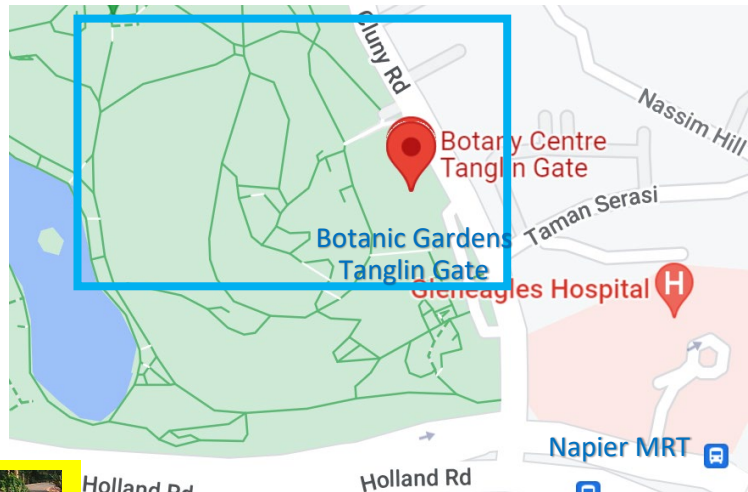 Cluny Rd
Nassim Hill
Botany Centre
Tanglin Gate
Taman Serasi
Botanic Gardens
Tanglin Gate
Gleneagles Hospital
H
Napier MRT
Holland Rd
Holland Rd